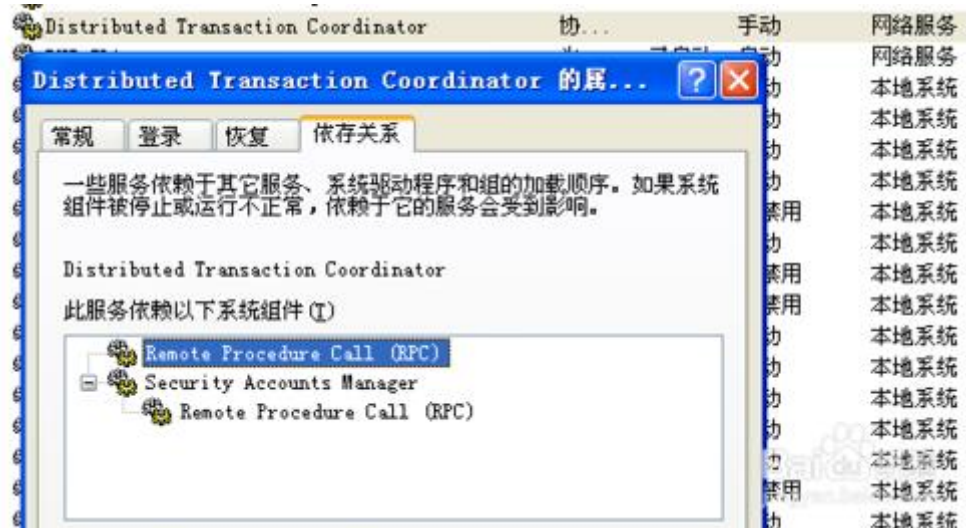 Distributed Transaction Coordinator 协... 手动 网络服务
网络服务
Distributed Transaction Coordinator 的属...
本地系统
常规 登录 恢复 依存关系
本地系统
本地系统
一些服务依赖于其它服务、系统驱动程序和组的加载顺序。如果系统
本地系统
组件被停止或运行不正常，依赖于它的服务会受到影响。
禁用 本地系统
本地系统
Distributed Transaction Coordinator
禁用 本地系统
此服务依赖以下系统组件(T)
禁用 本地系统
本地系统
Remote Procedure Call (RPC)
本地系统
Security Accounts Manager
本地系统
Remote Procedure Call (RPC)
本地系统
本地系统
禁用 本地系统
本地系统